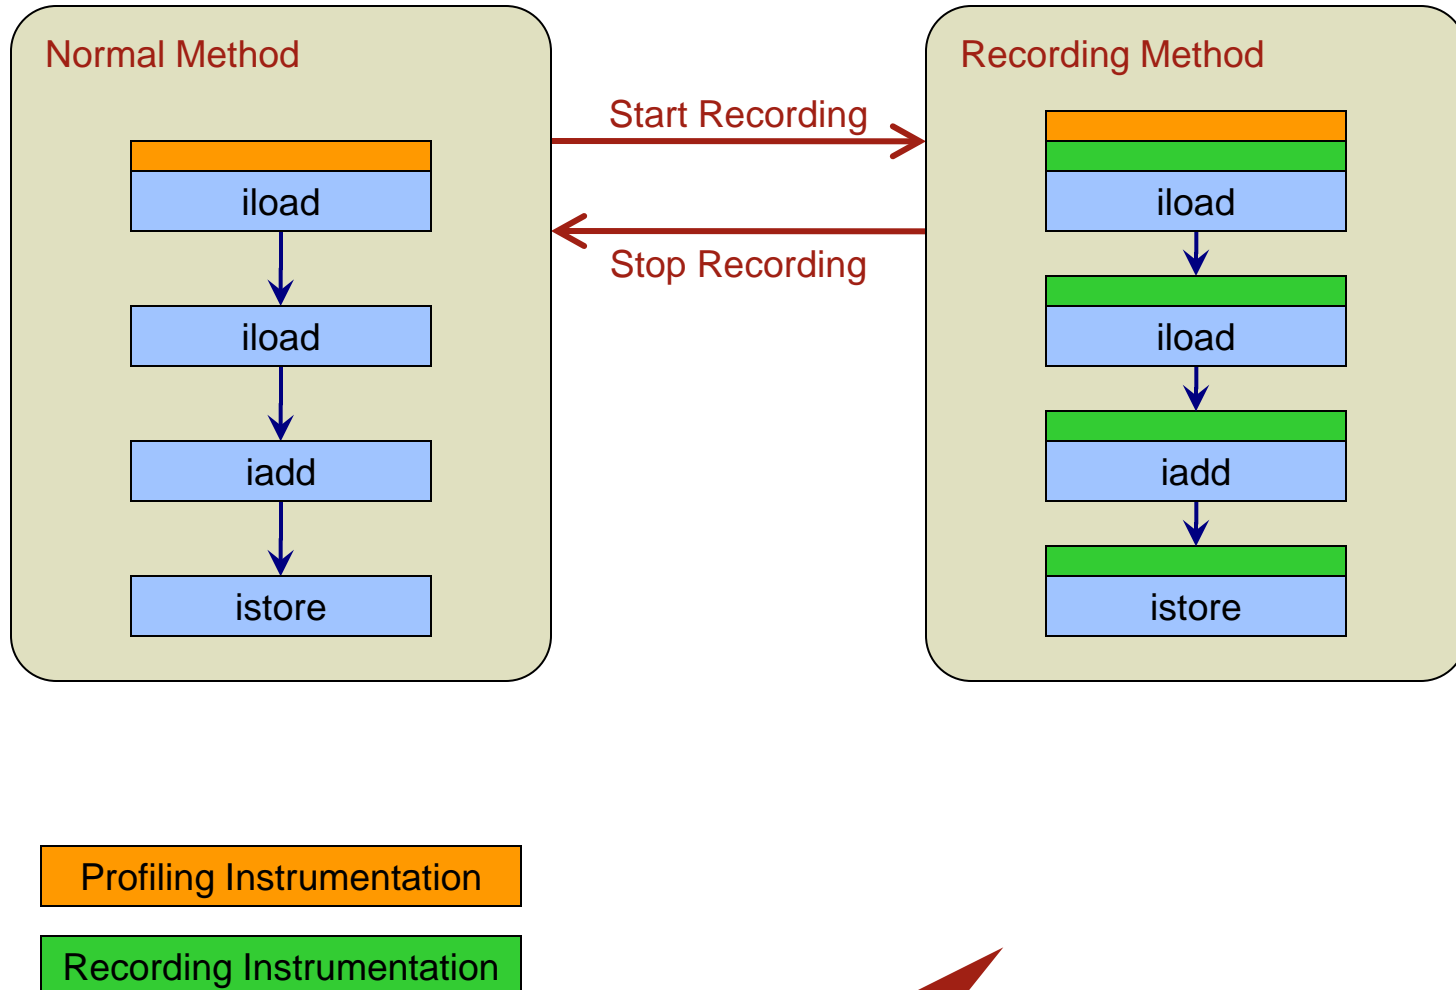 Normal Method
iload
iload
iadd
istore
Start Recording
Stop Recording
Recording Method
iload
iload
iadd
istore
Profiling Instrumentation
Recording Instrumentation